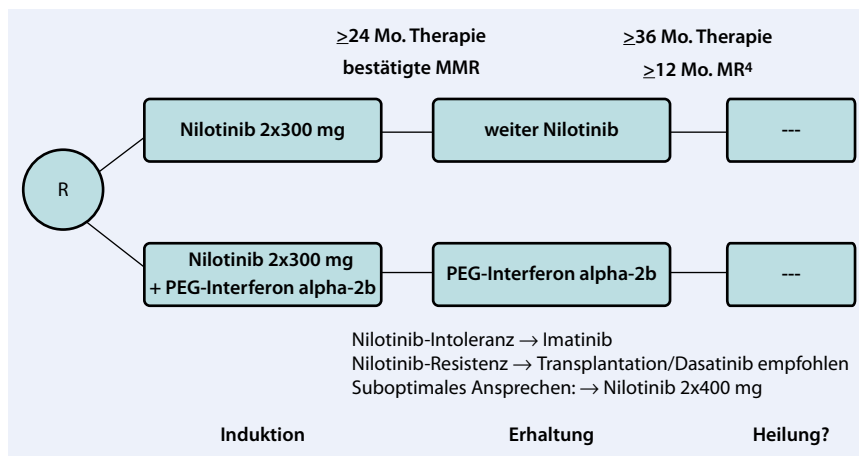 ≥24 Mo. Therapie
bestätigte MMR
≥36 Mo. Therapie
≥12 Mo. MR⁴
R
Nilotinib 2x300 mg
weiter Nilotinib
---
Nilotinib 2x300 mg
+ PEG-Interferon alpha-2b
PEG-Interferon alpha-2b
---
Nilotinib-Intoleranz → Imatinib
Nilotinib-Resistenz → Transplantation/Dasatinib empfohlen
Suboptimales Ansprechen: → Nilotinib 2x400 mg
Induktion
Erhaltung
Heilung?